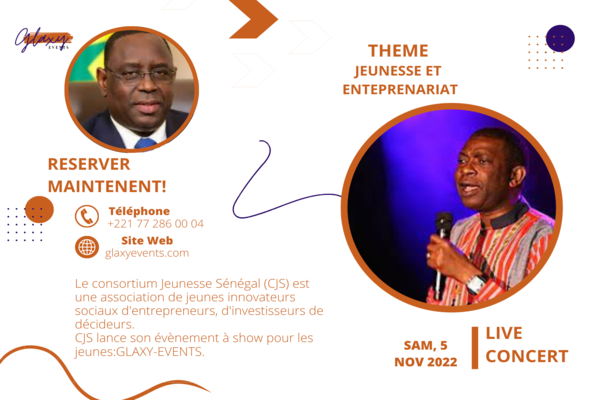 Glaxy
EVENTS
RESERVER
MAINTENENT!
Téléphone
+221 77 286 00 04
Site Web
glaxyevents.com
Le consortium Jeunesse Sénégal (CJS) est
une association de jeunes innovateurs
sociaux d'entrepreneurs, d'investisseurs de
décideurs.
CJS lance son évènement à show pour les
jeunes:GLAXY-EVENTS.
THEME
JEUNESSE ET
ENTEPRENARIAT
SAM, 5
NOV 2022
LIVE
CONCERT